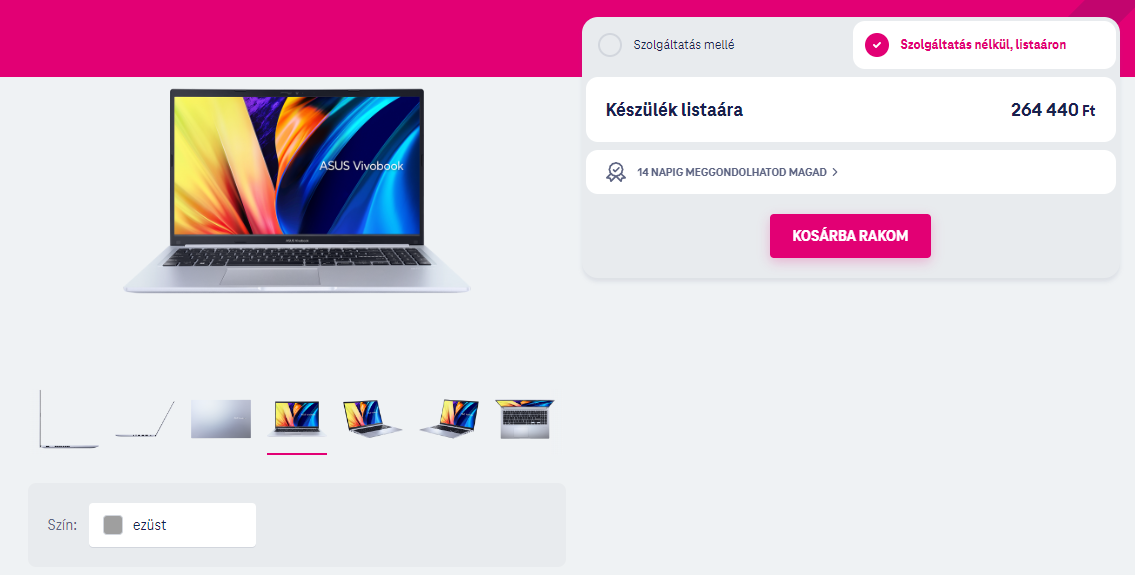 Szolgáltatás mellé
Szolgáltatás nélkül, listaáron
Készülék listaára
264 440 Ft
14 NAPIG MEGGONDOLHATOD MAGAD
KOSÁRBA RAKOM
ASUS Vivobook
Szín:
ezüst